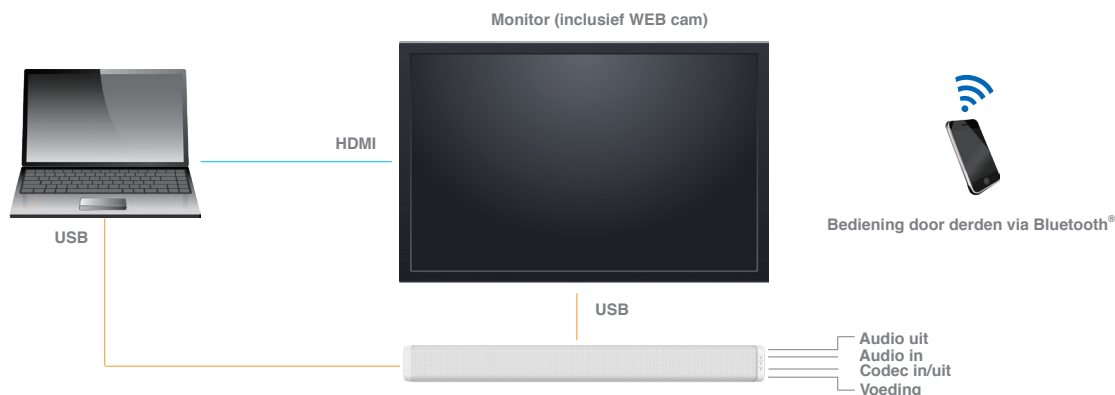 Monitor (inclusief WEB cam)
HDMI
Bediening door derden via Bluetooth®
USB
USB
Audio uit
Audio in
Codec in/uit
Voeding